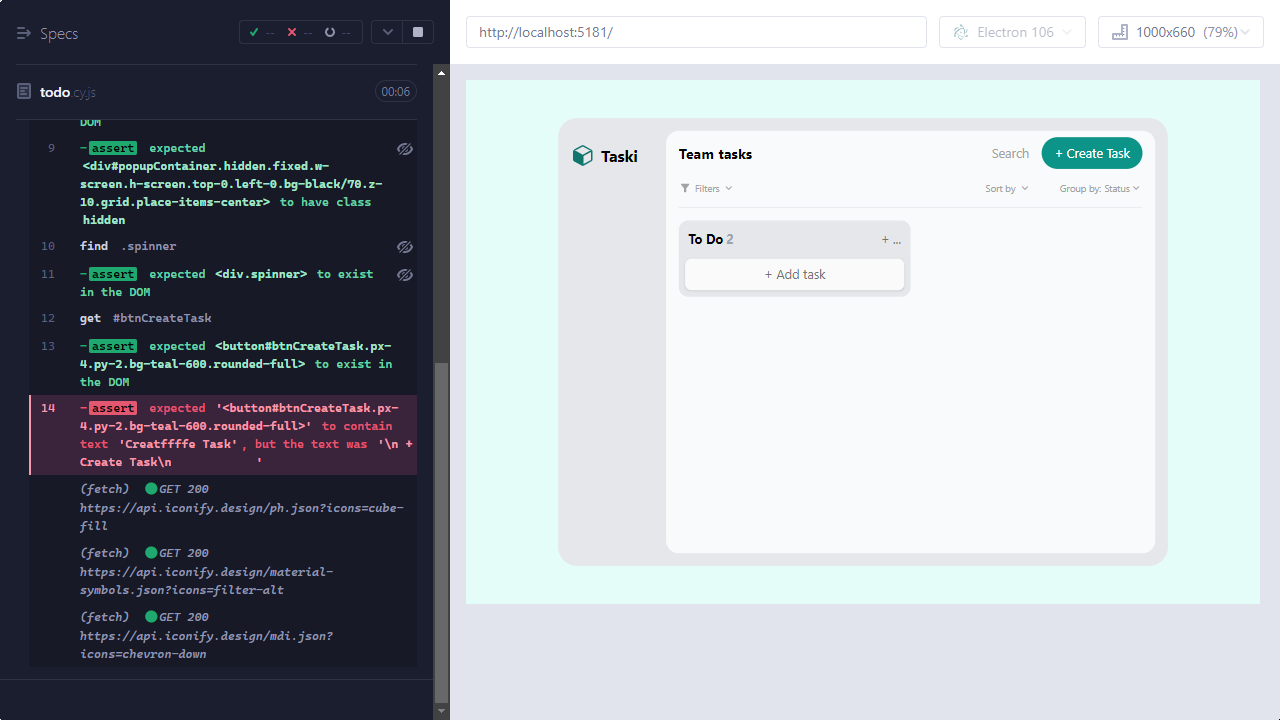 Specs
-- -- --
todo.cy.js
00:06
DOM
9 -assert expected
<div#popupContainer.hidden.fixed.w-
screen.h-screen.top-0.left-0.bg-black/70.z-
10.grid.place-items-center> to have class
hidden
10 find .spinner
11 -assert expected <div.spinner> to exist
in the DOM
12 get #btnCreateTask
13 -assert expected <button#btnCreateTask.px-
4.py-2.bg-teal-600.rounded-full> to exist in
the DOM
14 -assert expected '<button#btnCreateTask.px-
4.py-2.bg-teal-600.rounded-full>' to contain
text 'Creatffffe Task', but the text was '\n +
Create Task\n '
(fetch) GET 200
https://api.iconify.design/ph.json?icons=cube-
fill
(fetch) GET 200
https://api.iconify.design/material-
symbols.json?icons=filter-alt
(fetch) GET 200
https://api.iconify.design/mdi.json?
icons=chevron-down
http://localhost:5181/
Electron 106
1000x660 (79%)
Taski
Team tasks
Search
+ Create Task
Filters
Sort by
Group by: Status
To Do 2
+ ...
+ Add task